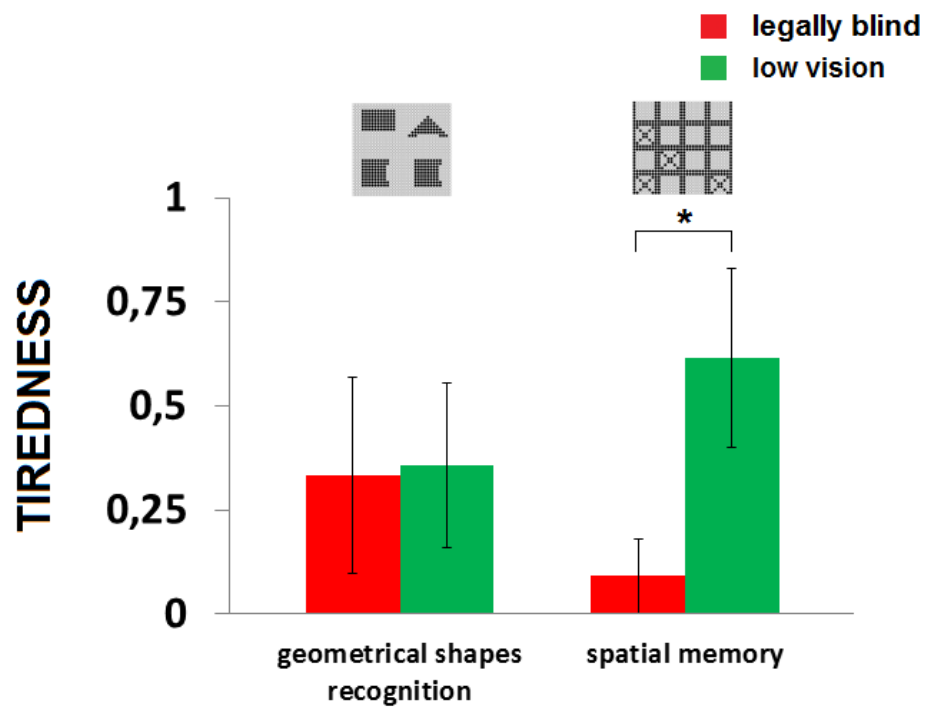 legally blind
low vision
*
1
0,75
0,5
0,25
0
TIREDNESS
geometrical shapes
recognition
spatial memory